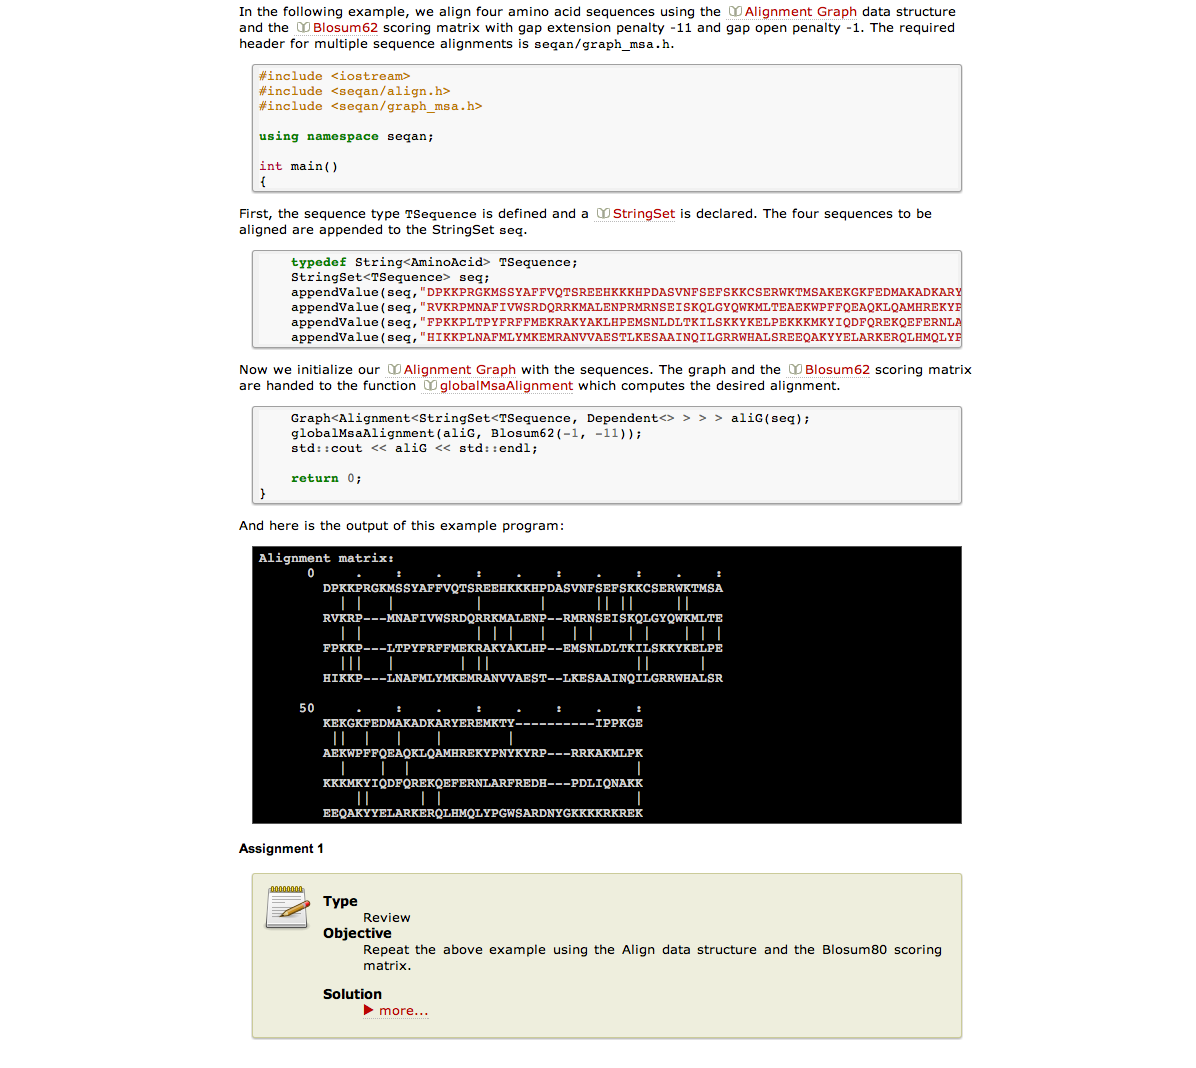 In the following example, we align four amino acid sequences using the Alignment Graph data structure
and the Blosum62 scoring matrix with gap extension penalty -11 and gap open penalty -1. The required
header for multiple sequence alignments is seqan/graph_msa.h.
#include <iostream>
#include <seqan/align.h>
#include <seqan/graph_msa.h>
using namespace seqan;
int main()
{
First, the sequence type TSequence is defined and a StringSet is declared. The four sequences to be
aligned are appended to the StringSet seq.
typedef String<AminoAcid> TSequence;
StringSet<TSequence> seq;
appendValue(seq,"DPKKPRGKMSSYAFFVQTSREEHKKKHPDASVNFSEFSKKCSERWKTMSAKEKGKFEDMAKADKARY
appendValue(seq,"RVKRPMNAFIVWSRDQRRKMALENPRMRNSEISKQLGYQWKMLTEAEKWPFFQEAQKLQAMHREKYP
appendValue(seq,"FPKKPLTPYFRFFMEKRAKYAKLHPEMSNLDLTKILSKKYKELPEKKKMKYIQDFQREKQEFERNLA
appendValue(seq,"HIKKPLNAFMLYMKEMRANVVAESTLKESAAINQILGRRWHALSREEQAKYYELARKERQLHMQLYP
Now we initialize our Alignment Graph with the sequences. The graph and the Blosum62 scoring matrix
are handed to the function globalMsaAlignment which computes the desired alignment.
Graph<Alignment<StringSet<TSequence, Dependent<> > > > aliG(seq);
globalMsaAlignment(aliG, Blosum62(-1, -11));
std::cout << aliG << std::endl;
return 0;
}
And here is the output of this example program:
Alignment matrix:
0 . : . : . : . : . :
DPKKPRGKMSSYAFFVQTSREEHKKKHPDASVNFSEFSKKCSERWKTMSA
| | | | | || || ||
RVKRP---MNAFIVWSRDQRRKMALENP--RMRNSEISKQLGYQWKMLTE
| | | | | | | | | | | | |
FPKKP---LTPYFRFFMEKRAKYAKLHP--EMSNLDLTKILSKKYKELPE
||| | | || || |
HIKKP---LNAFMLYMKEMRANVVAEST--LKESAAINQILGRRWHALSR
50 . : . : . : . :
KEKGKFEDMAKADKARYEREMKTY----------IPPKGE
|| | | | |
AEKWPFFQEAQKLQAMHREKYPNYKYRP---RRKAKMLPK
| | | |
KKKMKYIQDFQREKQEFERNLARFREDH---PDLIQNAKK
|| | | |
EEQAKYYELARKERQLHMQLYPGWSARDNYGKKKKRKREK
Assignment 1
Type
Review
Objective
Repeat the above example using the Align data structure and the Blosum80 scoring
matrix.
Solution
more...